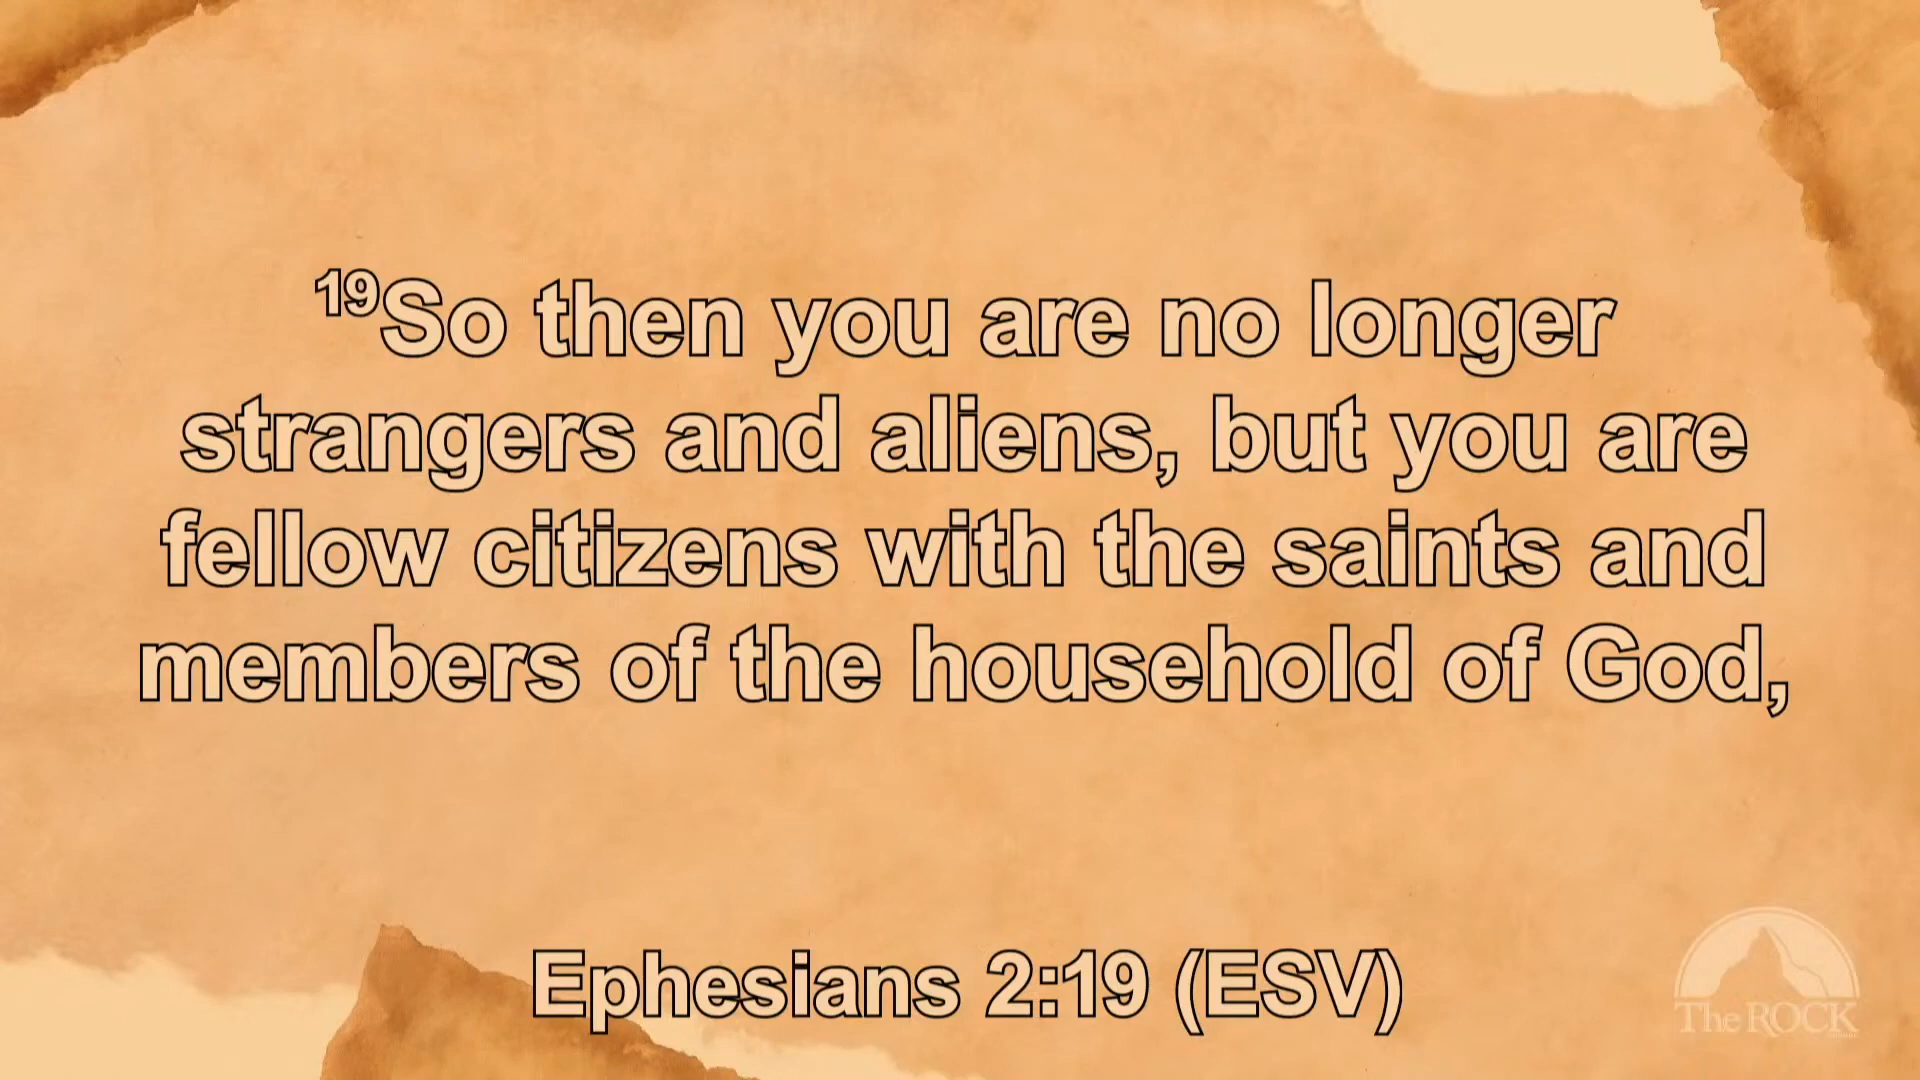 19So then you are no longer
strangers and aliens, but you are
fellow citizens with the saints and
members of the household of God,
Ephesians 2:19 (ESV)
The ROCK